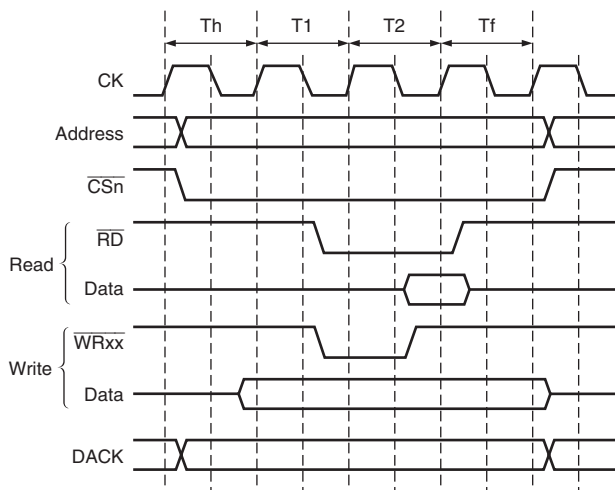 Th T1 T2 Tf
CK
Address
CSn
RD
Read
Data
WRxx
Write
Data
DACK